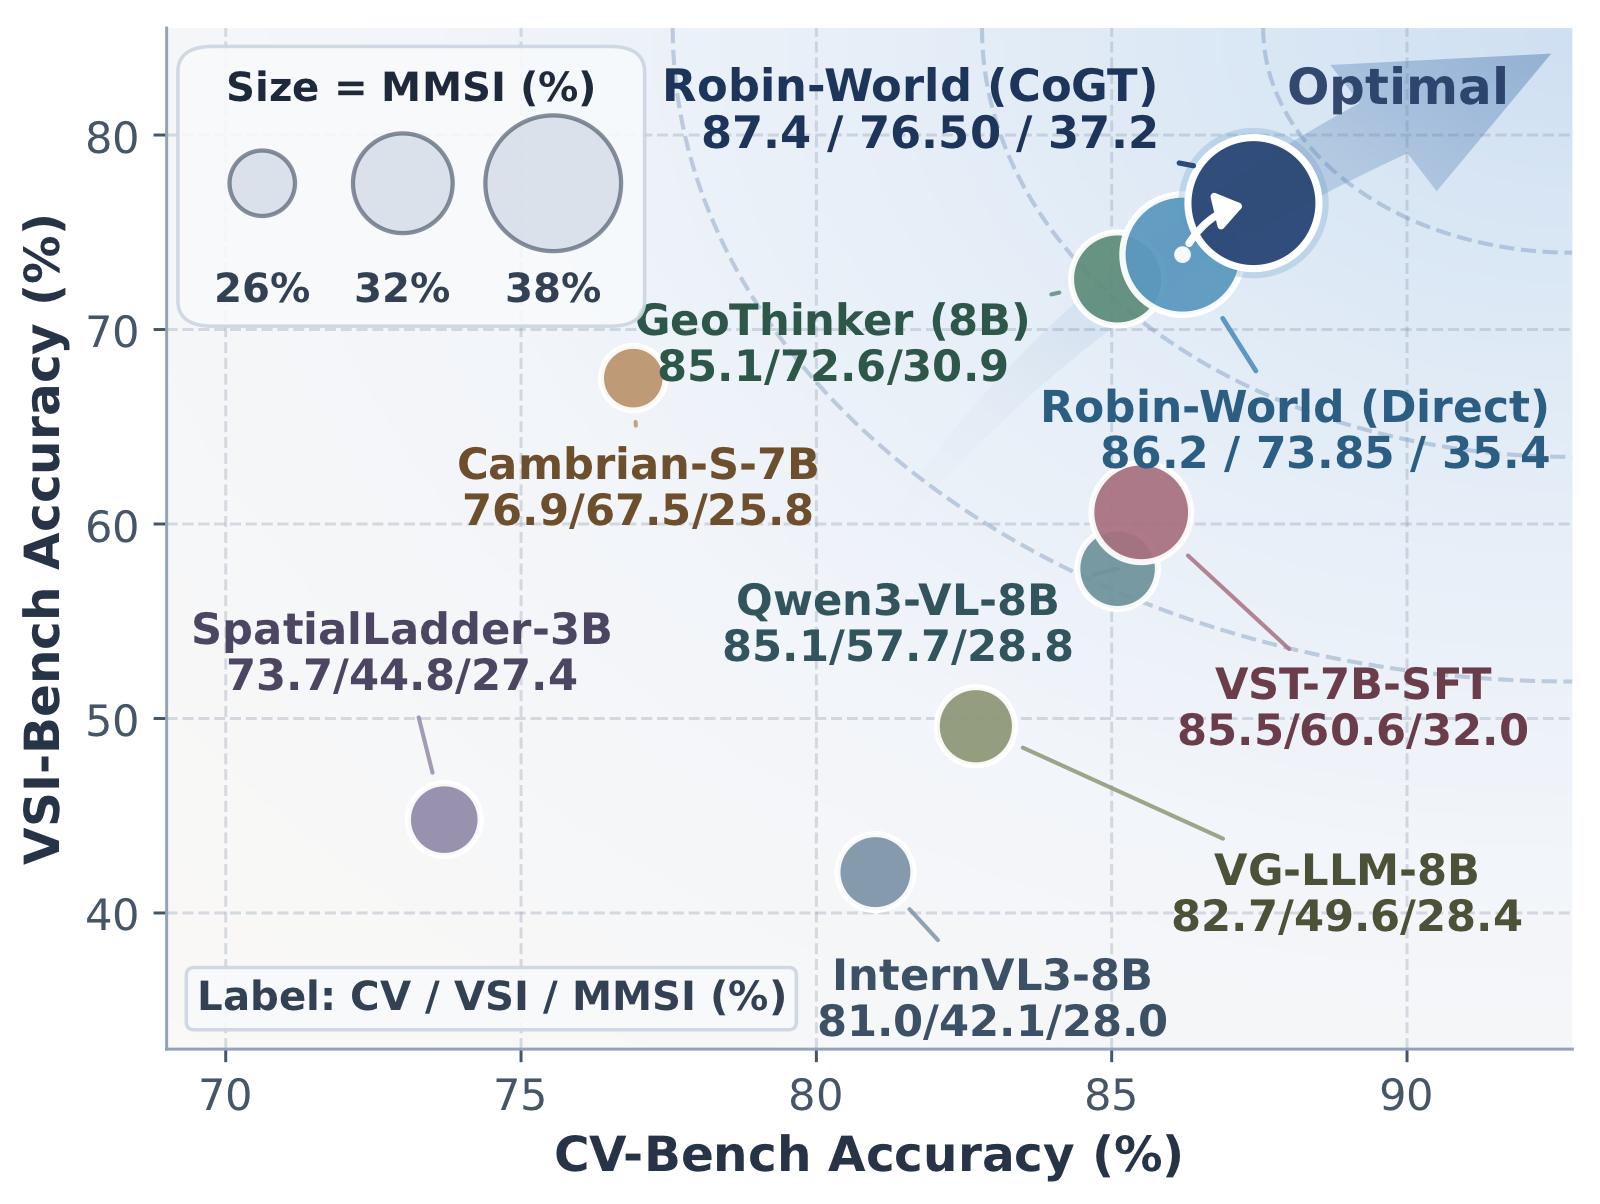 Size = MMSI (%)
26% 32% 38%
Robin-World (CoGT)
87.4 / 76.50 / 37.2
Optimal
GeoThinker (8B)
85.1/72.6/30.9
Robin-World (Direct)
86.2 / 73.85 / 35.4
Cambrian-S-7B
76.9/67.5/25.8
Qwen3-VL-8B
85.1/57.7/28.8
SpatialLadder-3B
73.7/44.8/27.4
VST-7B-SFT
85.5/60.6/32.0
VG-LLM-8B
82.7/49.6/28.4
InternVL3-8B
81.0/42.1/28.0
Label: CV / VSI / MMSI (%)
VSI-Bench Accuracy (%)
80
70
60
50
40
70 75 80 85 90
CV-Bench Accuracy (%)